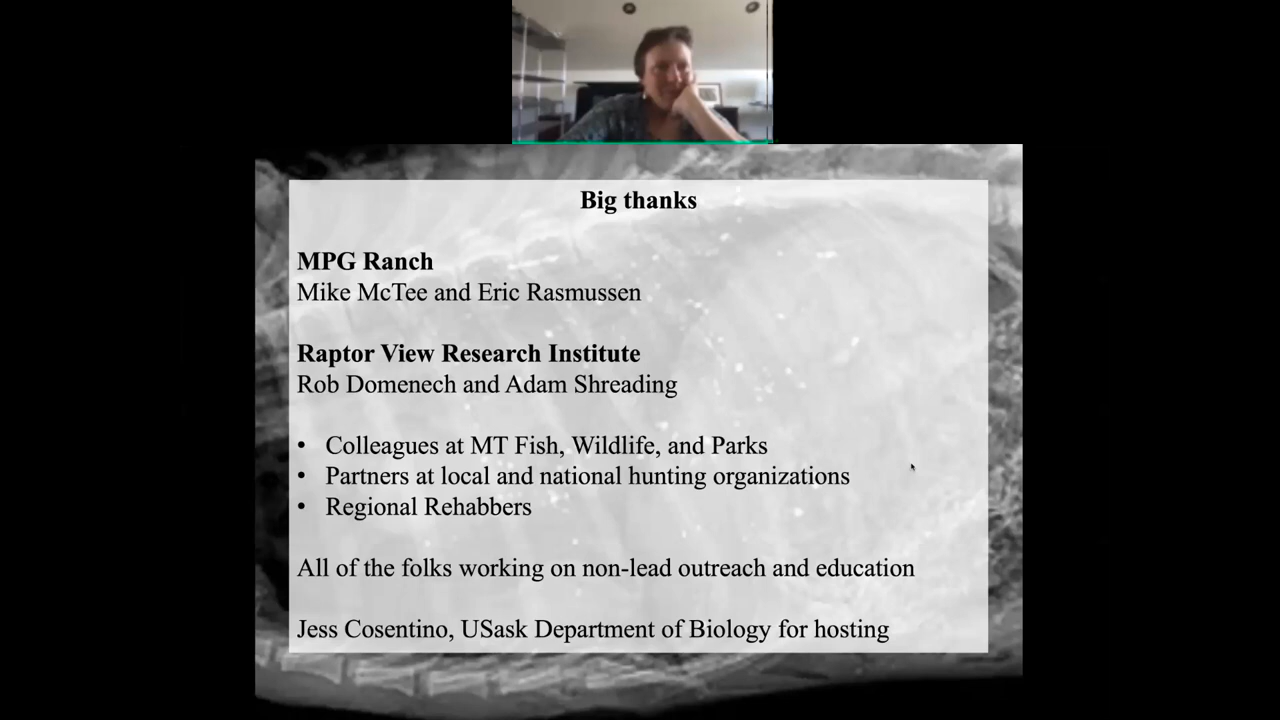 Big thanks
MPG Ranch
Mike McTee and Eric Rasmussen
Raptor View Research Institute
Rob Domenech and Adam Shreading
• Colleagues at MT Fish, Wildlife, and Parks
• Partners at local and national hunting organizations
• Regional Rehabbers
All of the folks working on non-lead outreach and education
Jess Cosentino, USask Department of Biology for hosting